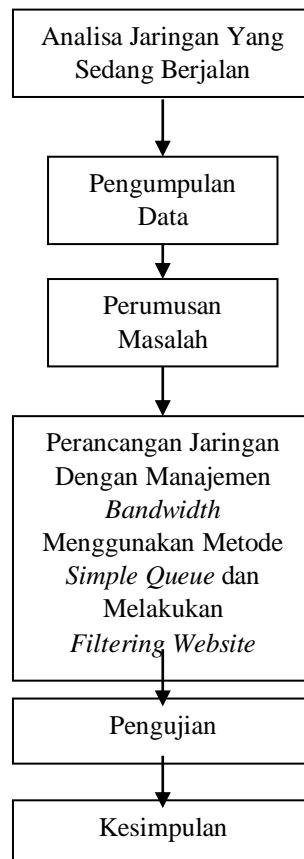 Analisa Jaringan Yang
Sedang Berjalan
Pengumpulan
Data
Perumusan
Masalah
Perancangan Jaringan
Dengan Manajemen
Bandwidth
Menggunakan Metode
Simple Queue dan
Melakukan
Filtering Website
Pengujian
Kesimpulan